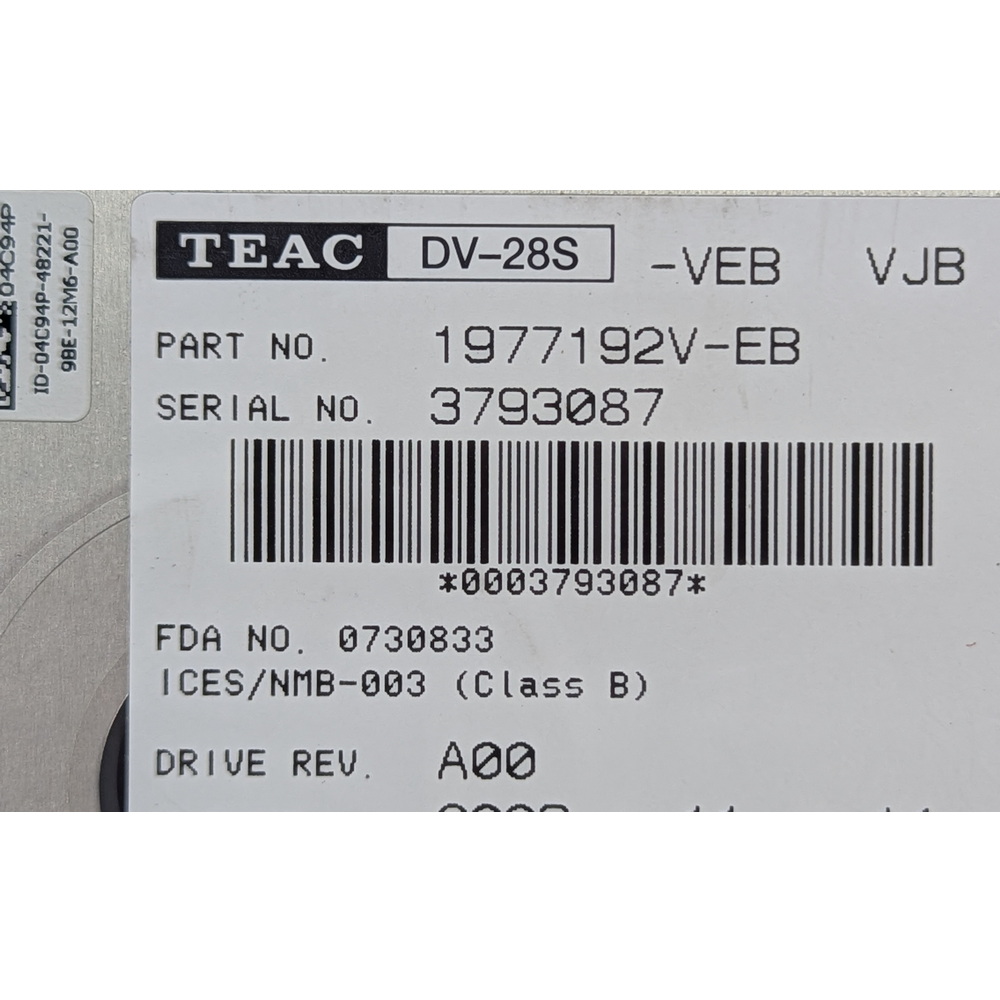 TEAC DV-28S -VEB VJB
PART NO. 1977192V-EB
SERIAL NO. 3793087
*0003793087*
FDA NO. 0730833
ICES/NMB-003 (Class B)
DRIVE REV. A00
04C94P
ID-04C94P-48221-
9BE-12M6-A00